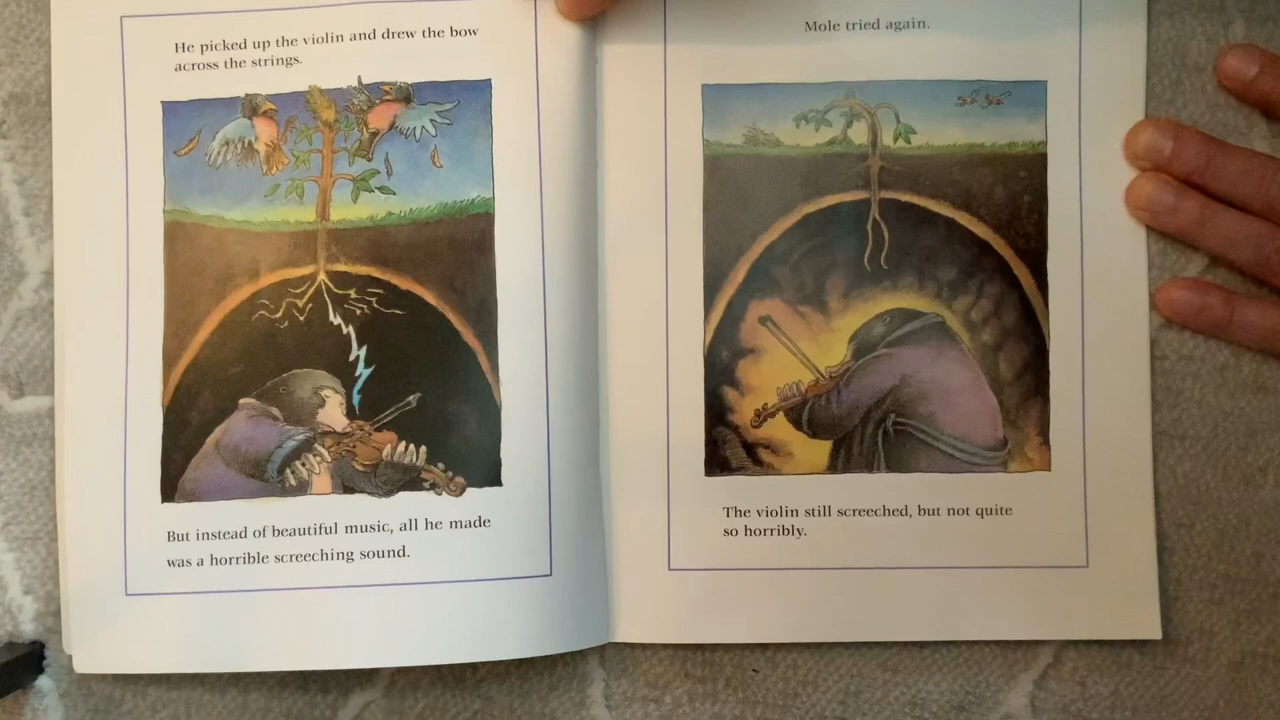 He picked up the violin and drew the bow
across the strings.
But instead of beautiful music, all he made
was a horrible screeching sound.
Mole tried again.
The violin still screeched, but not quite
so horribly.